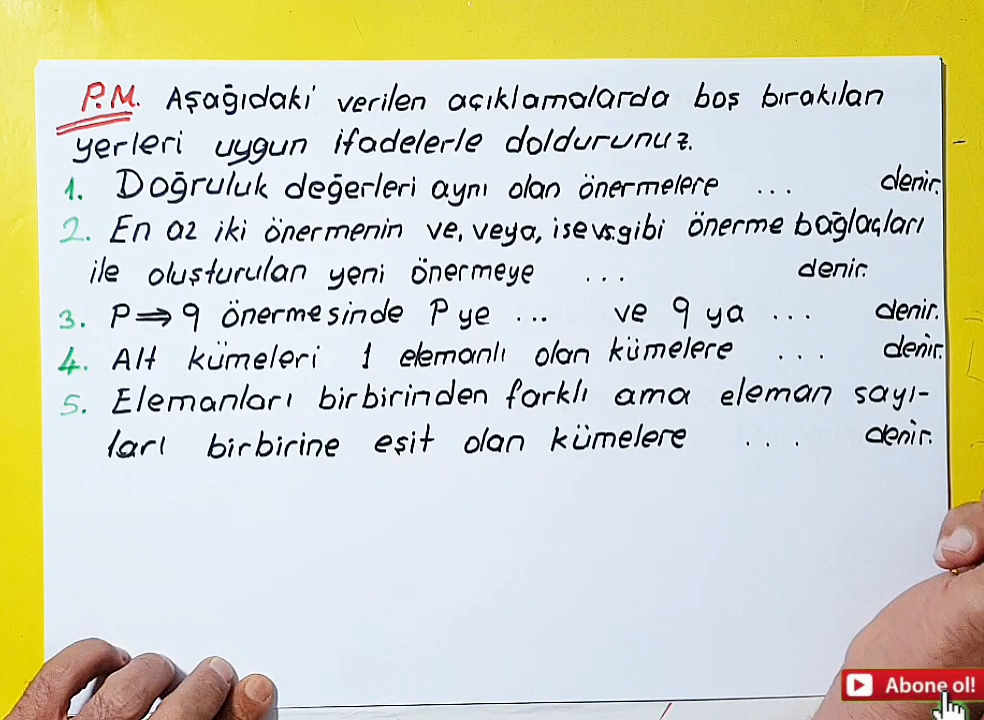 P.M. Aşağıdaki verilen açıklamalarda boş bırakılan
yerleri uygun ifadelerle doldurunuz.
1. Doğruluk değerleri aynı olan önermelere ... denir.
2. En az iki önermenin ve, veya, ise vs. gibi önerme bağlaçları
ile oluşturulan yeni önermeye ... denir.
3. P⇒q önermesinde P ye ... ve q ya ... denir.
4. Alt kümeleri 1 elemanlı olan kümelere ... denir.
5. Elemanları birbirinden farklı ama eleman sayı-
ları birbirine eşit olan kümelere ... denir.
Abone ol!